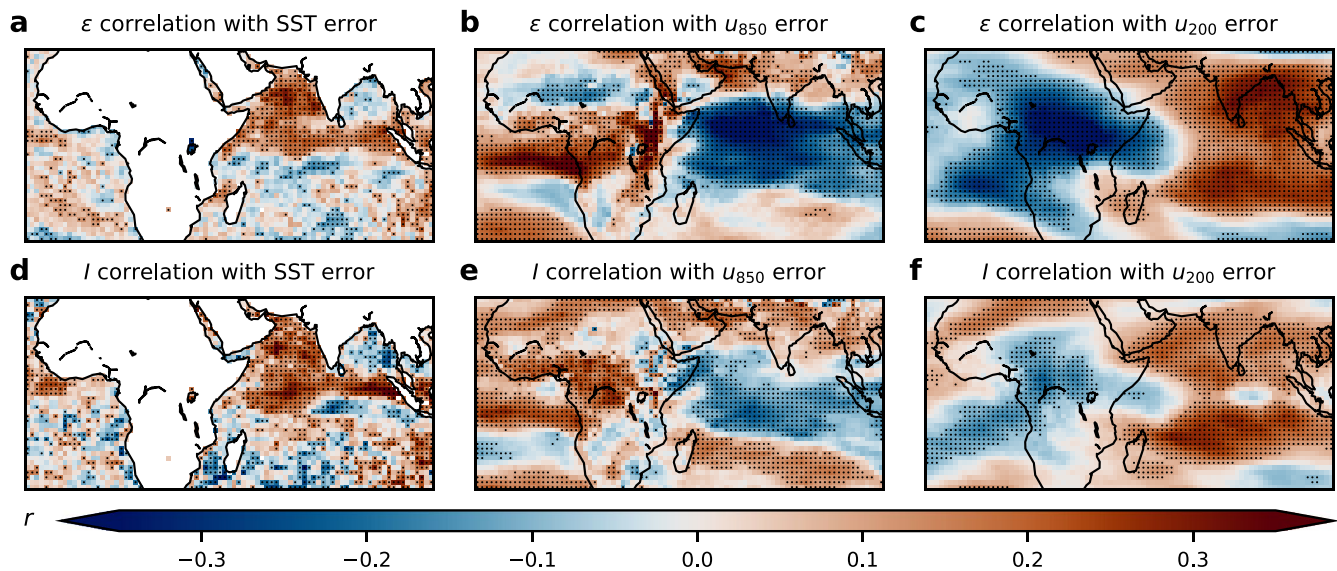 a ε correlation with SST error
b ε correlation with u850 error
c ε correlation with u200 error
d I correlation with SST error
e I correlation with u850 error
f I correlation with u200 error
r
−0.3 −0.2 −0.1 0.0 0.1 0.2 0.3